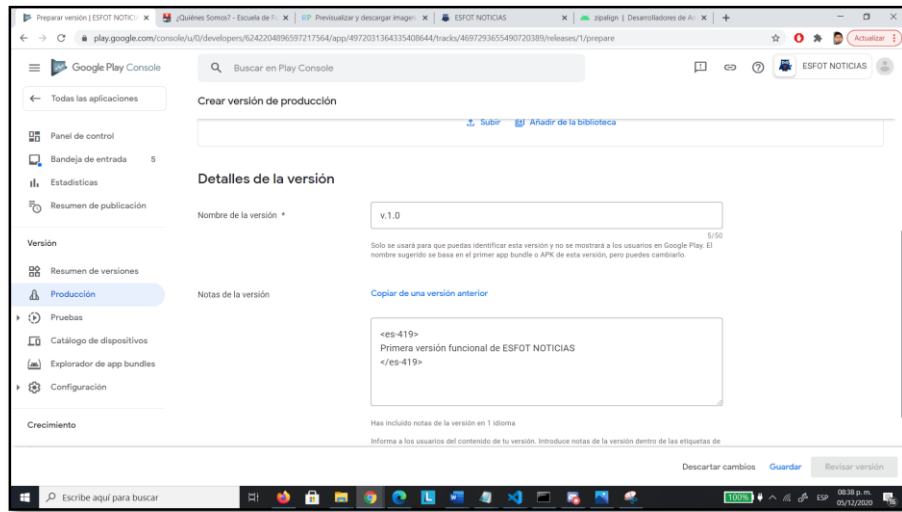 Preparar versión | ESFOT NOTICI
¿Quiénes Somos? - Escuela de Fo
Previsualizar y descargar imagen
ESFOT NOTICIAS
zipalign | Desarrolladores de An
play.google.com/console/u/0/developers/6242204896597217564/app/4972031364335408644/tracks/4697293655490720389/releases/1/prepare
Actualizar
Google Play Console
Buscar en Play Console
ESFOT NOTICIAS
Todas las aplicaciones
Crear versión de producción
Subir
Añadir de la biblioteca
Panel de control
Bandeja de entrada 5
Estadísticas
Resumen de publicación
Versión
Resumen de versiones
Producción
Pruebas
Catálogo de dispositivos
Explorador de app bundles
Configuración
Crecimiento
Detalles de la versión
Nombre de la versión *
v.1.0
5/50
Solo se usará para que puedas identificar esta versión y no se mostrará a los usuarios en Google Play. El
nombre sugerido se basa en el primer app bundle o APK de esta versión, pero puedes cambiarlo.
Notas de la versión
Copiar de una versión anterior
<es-419>
Primera versión funcional de ESFOT NOTICIAS
</es-419>
Has incluido notas de la versión en 1 idioma
Informa a los usuarios del contenido de tu versión. Introduce notas de la versión dentro de las etiquetas de
Descartar cambios
Guardar
Revisar versión
Escribe aquí para buscar
100%
ESP
08:38 p. m.
05/12/2020